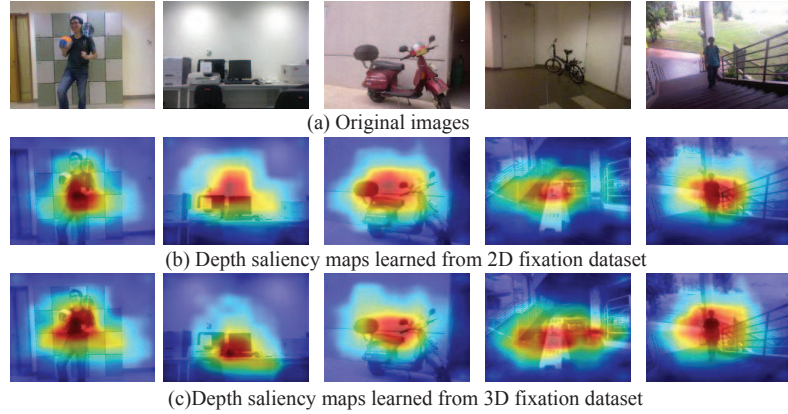 (a) Original images
(b) Depth saliency maps learned from 2D fixation dataset
(c)Depth saliency maps learned from 3D fixation dataset